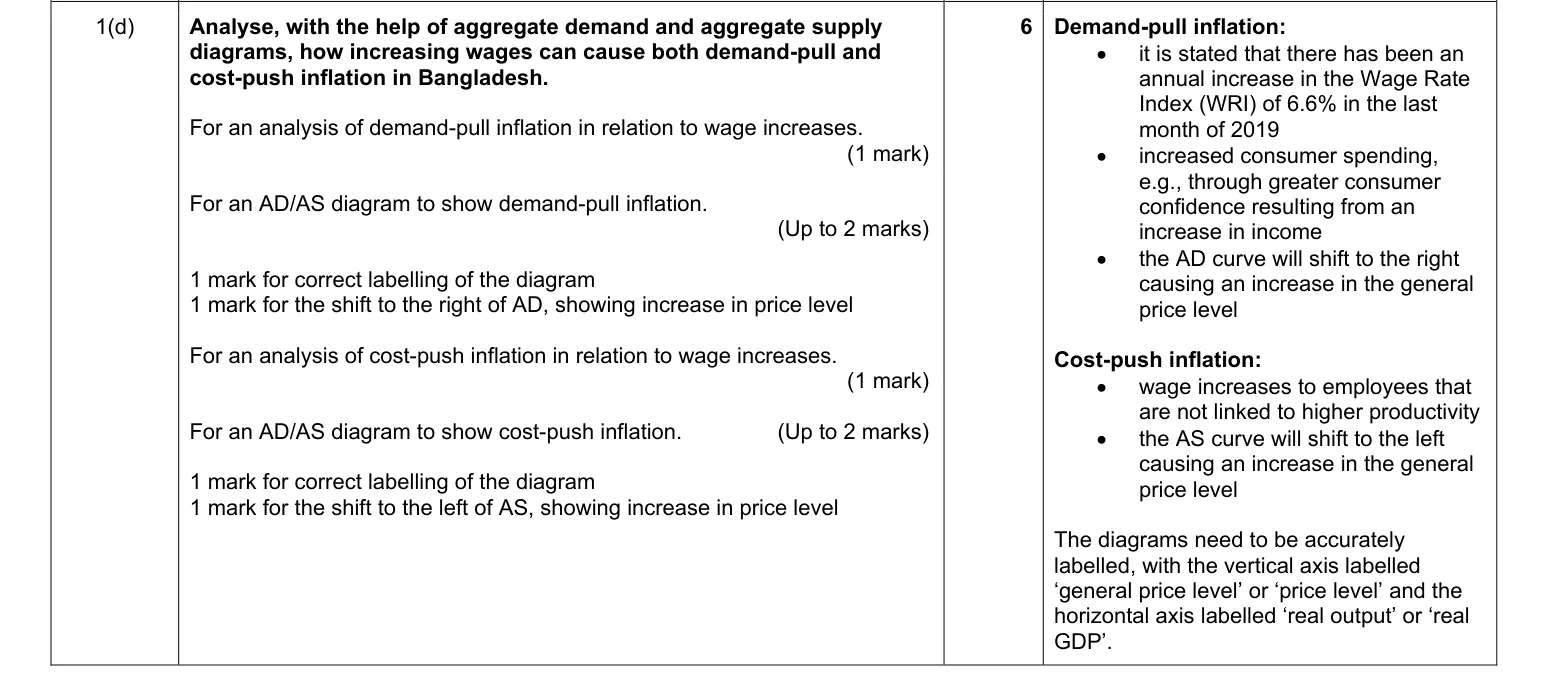 1(d)
Analyse, with the help of aggregate demand and aggregate supply
diagrams, how increasing wages can cause both demand-pull and
cost-push inflation in Bangladesh.
For an analysis of demand-pull inflation in relation to wage increases.
(1 mark)
For an AD/AS diagram to show demand-pull inflation.
(Up to 2 marks)
1 mark for correct labelling of the diagram
1 mark for the shift to the right of AD, showing increase in price level
For an analysis of cost-push inflation in relation to wage increases.
(1 mark)
For an AD/AS diagram to show cost-push inflation. (Up to 2 marks)
1 mark for correct labelling of the diagram
1 mark for the shift to the left of AS, showing increase in price level
6
Demand-pull inflation:
• it is stated that there has been an
annual increase in the Wage Rate
Index (WRI) of 6.6% in the last
month of 2019
• increased consumer spending,
e.g., through greater consumer
confidence resulting from an
increase in income
• the AD curve will shift to the right
causing an increase in the general
price level
Cost-push inflation:
• wage increases to employees that
are not linked to higher productivity
• the AS curve will shift to the left
causing an increase in the general
price level
The diagrams need to be accurately
labelled, with the vertical axis labelled
‘general price level’ or ‘price level’ and the
horizontal axis labelled ‘real output’ or ‘real
GDP’.